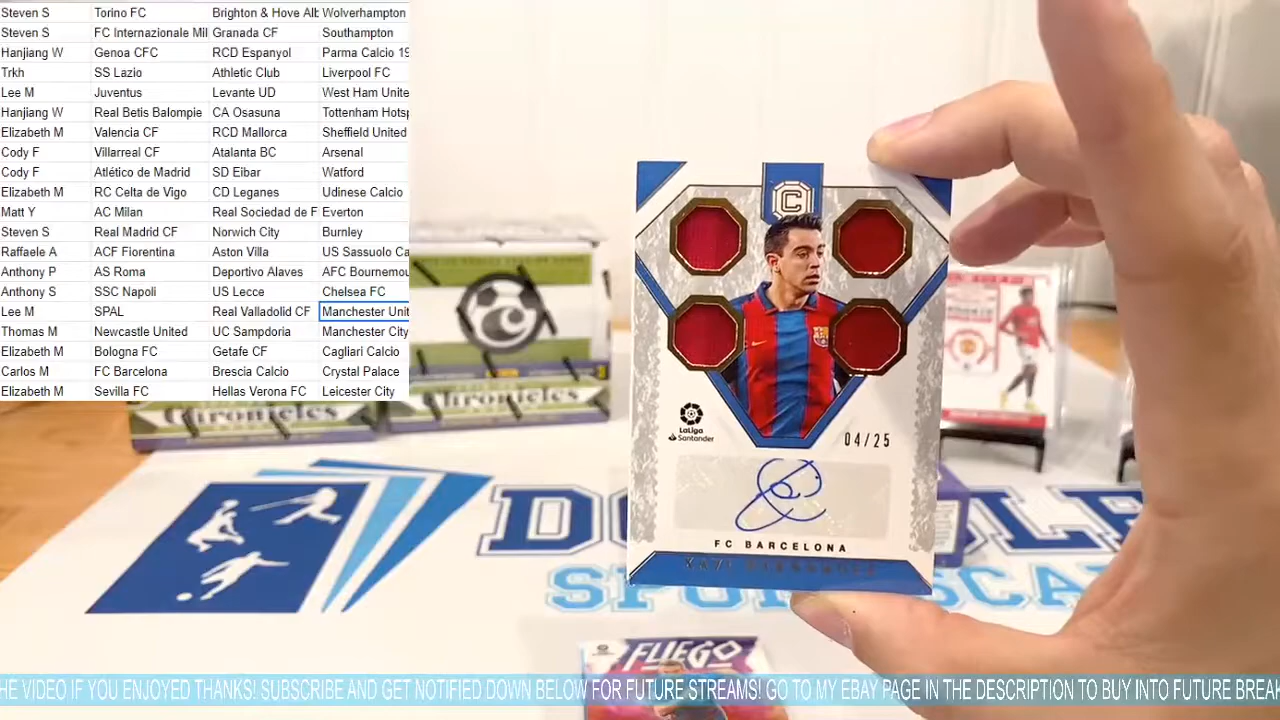 Steven S Torino FC Brighton & Hove Alb Wolverhampton
Steven S FC Internazionale Mil Granada CF Southampton
Hanjiang W Genoa CFC RCD Espanyol Parma Calcio 19
Trkh SS Lazio Athletic Club Liverpool FC
Lee M Juventus Levante UD West Ham Unite
Hanjiang W Real Betis Balompie CA Osasuna Tottenham Hotsp
Elizabeth M Valencia CF RCD Mallorca Sheffield United
Cody F Villarreal CF Atalanta BC Arsenal
Cody F Atlético de Madrid SD Eibar Watford
Elizabeth M RC Celta de Vigo CD Leganes Udinese Calcio
Matt Y AC Milan Real Sociedad de F Everton
Steven S Real Madrid CF Norwich City Burnley
Raffaele A ACF Fiorentina Aston Villa US Sassuolo Ca
Anthony P AS Roma Deportivo Alaves AFC Bournemou
Anthony S SSC Napoli US Lecce Chelsea FC
Lee M SPAL Real Valladolid CF Manchester Unit
Thomas M Newcastle United UC Sampdoria Manchester City
Elizabeth M Bologna FC Getafe CF Cagliari Calcio
Carlos M FC Barcelona Brescia Calcio Crystal Palace
Elizabeth M Sevilla FC Hellas Verona FC Leicester City
C
LaLiga
Santander
04/25
FC BARCELONA
XAVI HERNANDEZ
Chronicles
Chronicles
FUEGO
HE VIDEO IF YOU ENJOYED THANKS! SUBSCRIBE AND GET NOTIFIED DOWN BELOW FOR FUTURE STREAMS! GO TO MY EBAY PAGE IN THE DESCRIPTION TO BUY INTO FUTURE BREAK